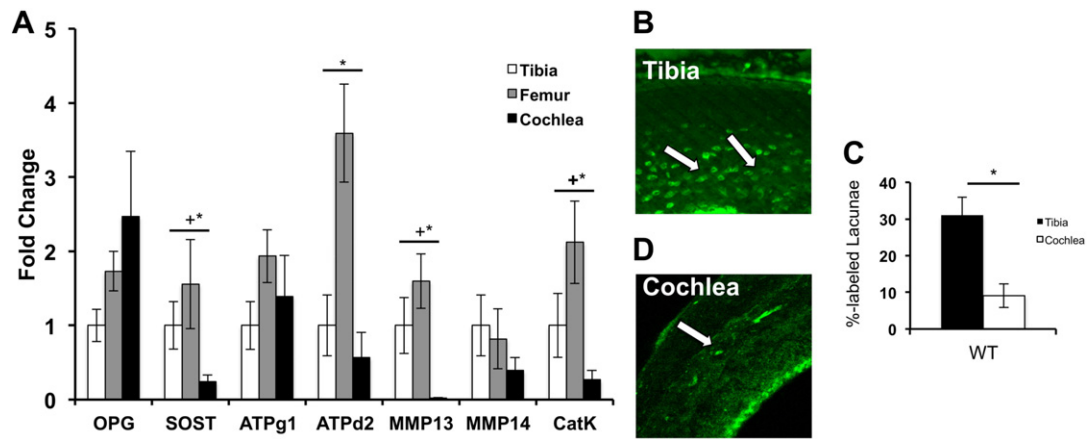 A
5
4
3
2
1
0
Fold Change
+*
*
+*
+*
Tibia
Femur
Cochlea
OPG SOST ATPg1 ATPd2 MMP13 MMP14 CatK
B
Tibia
D
Cochlea
C
40
30
20
10
0
%-labeled Lacunae
*
Tibia
Cochlea
WT